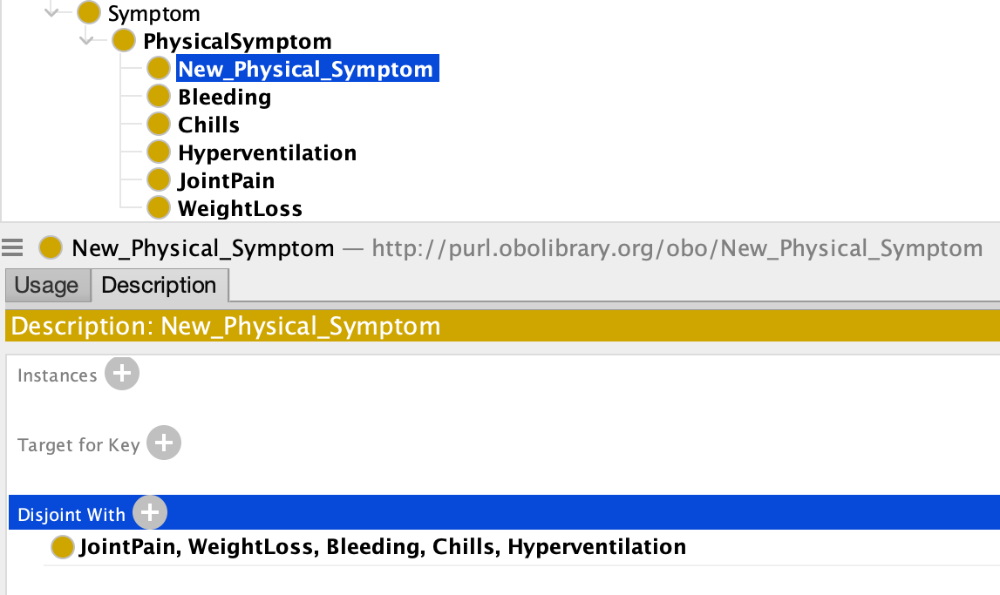 Symptom
PhysicalSymptom
New_Physical_Symptom
Bleeding
Chills
Hyperventilation
JointPain
WeightLoss
New_Physical_Symptom — http://purl.obolibrary.org/obo/New_Physical_Symptom
Usage Description
Description: New_Physical_Symptom
Instances
Target for Key
Disjoint With
JointPain, WeightLoss, Bleeding, Chills, Hyperventilation